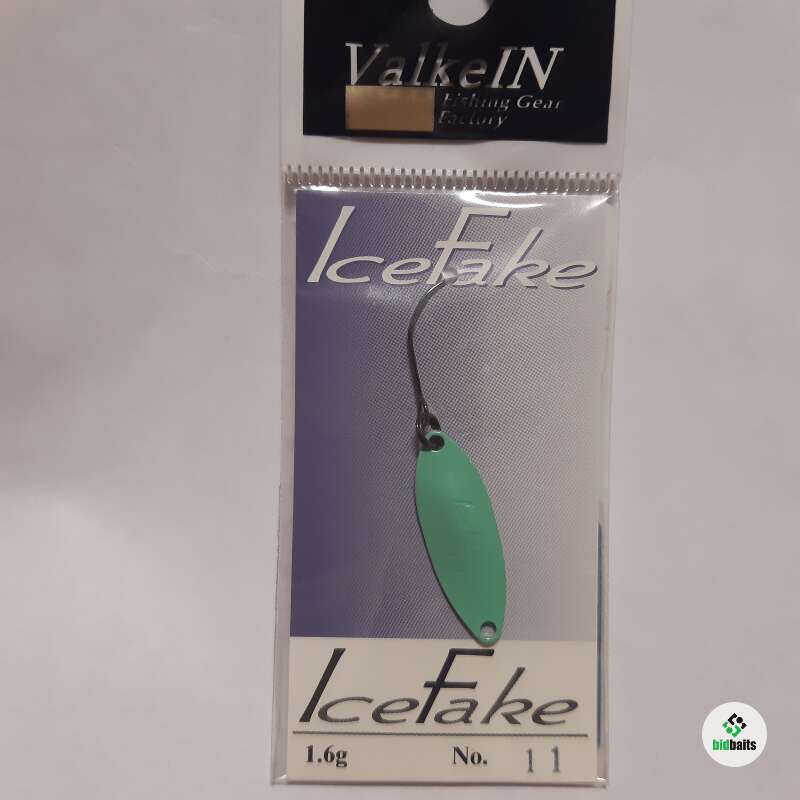 ValkeIN
Fishing Gear
Factory
IceFake
IceFake
1.6g No. 11
bidbaits